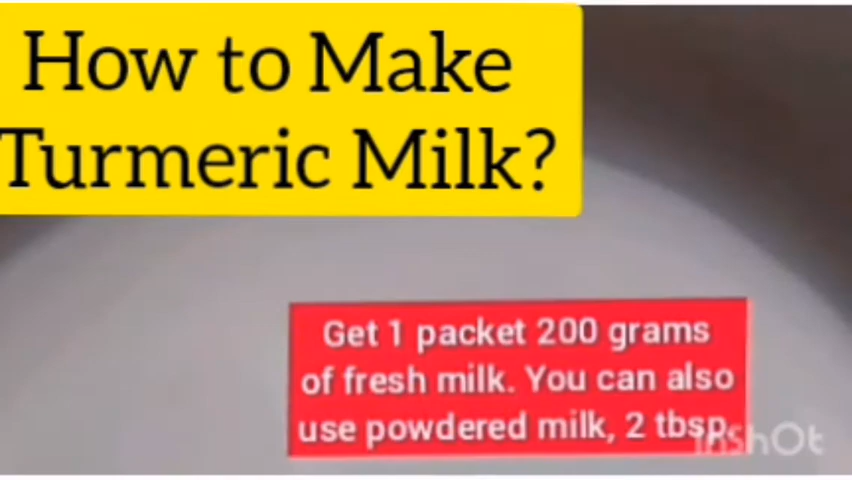 How to Make
Turmeric Milk?
Get 1 packet 200 grams
of fresh milk. You can also
use powdered milk, 2 tbsp.
InShOt